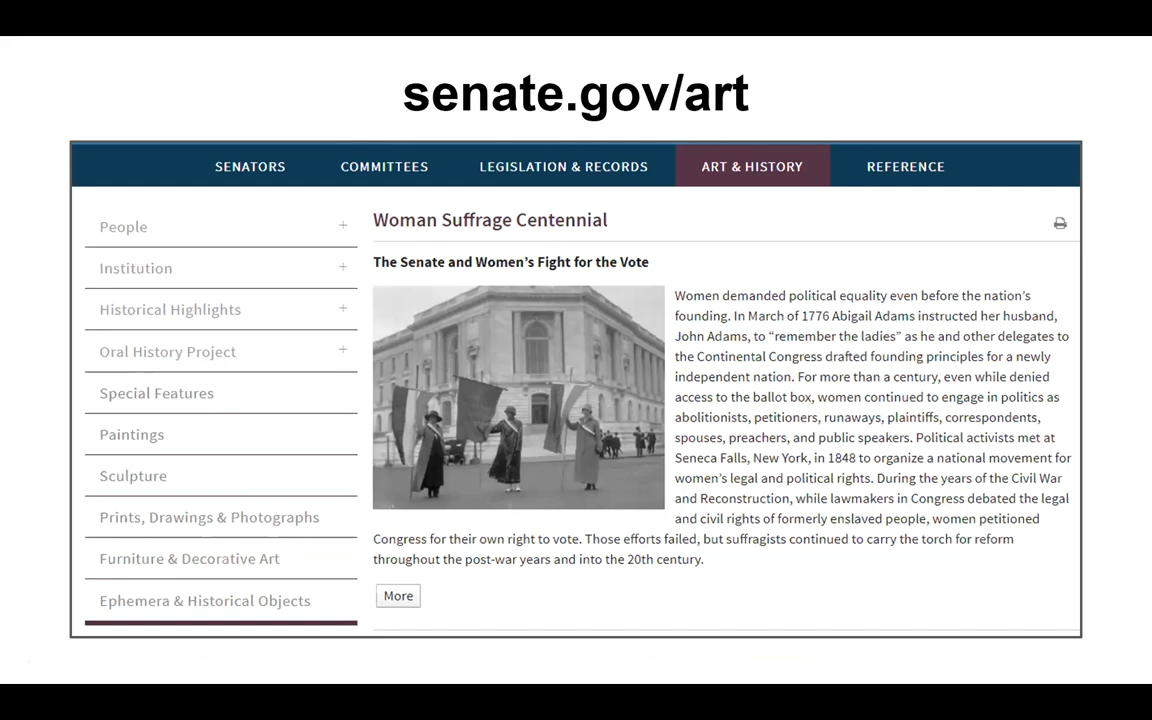 senate.gov/art
SENATORS COMMITTEES LEGISLATION & RECORDS ART & HISTORY REFERENCE
People +
Institution +
Historical Highlights +
Oral History Project +
Special Features
Paintings
Sculpture
Prints, Drawings & Photographs
Furniture & Decorative Art
Ephemera & Historical Objects
Woman Suffrage Centennial
The Senate and Women’s Fight for the Vote
Women demanded political equality even before the nation’s
founding. In March of 1776 Abigail Adams instructed her husband,
John Adams, to “remember the ladies” as he and other delegates to
the Continental Congress drafted founding principles for a newly
independent nation. For more than a century, even while denied
access to the ballot box, women continued to engage in politics as
abolitionists, petitioners, runaways, plaintiffs, correspondents,
spouses, preachers, and public speakers. Political activists met at
Seneca Falls, New York, in 1848 to organize a national movement for
women’s legal and political rights. During the years of the Civil War
and Reconstruction, while lawmakers in Congress debated the legal
and civil rights of formerly enslaved people, women petitioned
Congress for their own right to vote. Those efforts failed, but suffragists continued to carry the torch for reform
throughout the post-war years and into the 20th century.
More